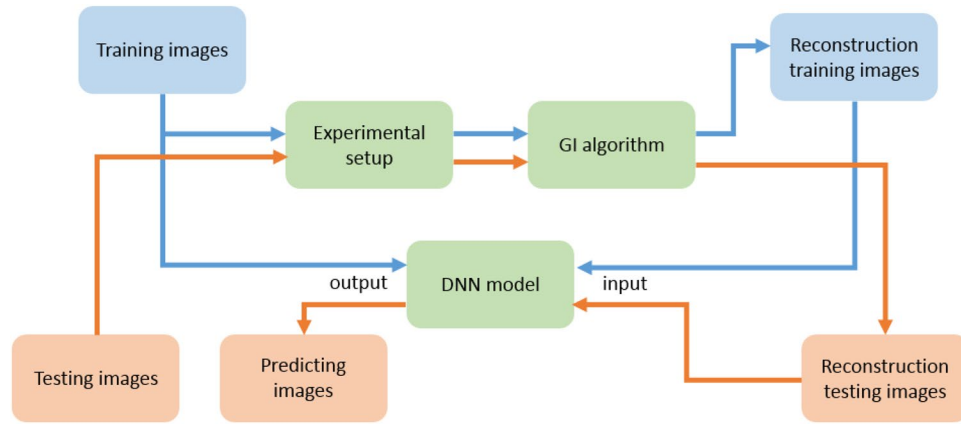 Training images
Reconstruction
training images
Experimental
setup
GI algorithm
output
DNN model
input
Testing images
Predicting
images
Reconstruction
testing images